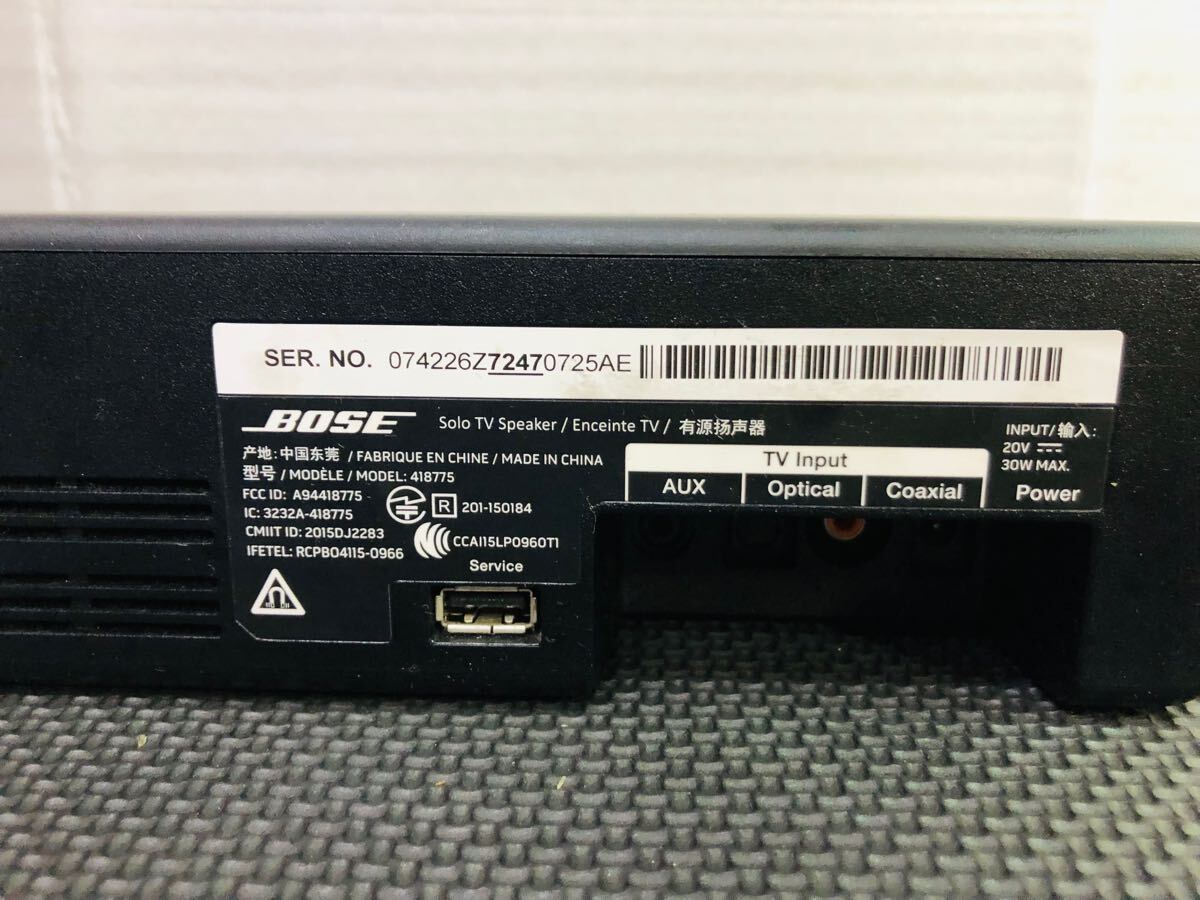 SER. NO. 074226Z72470725AE
BOSE Solo TV Speaker / Enceinte TV / 有源扬声器
产地: 中国东莞 / FABRIQUE EN CHINE / MADE IN CHINA
型号 / MODÈLE / MODEL: 418775
FCC ID: A94418775
IC: 3232A-418775
CMIIT ID: 2015DJ2283
IFETEL: RCPBO4115-0966
R 201-150184
CCAI15LP0960T1
Service
TV Input
AUX Optical Coaxial
INPUT/输入:
20V
30W MAX.
Power